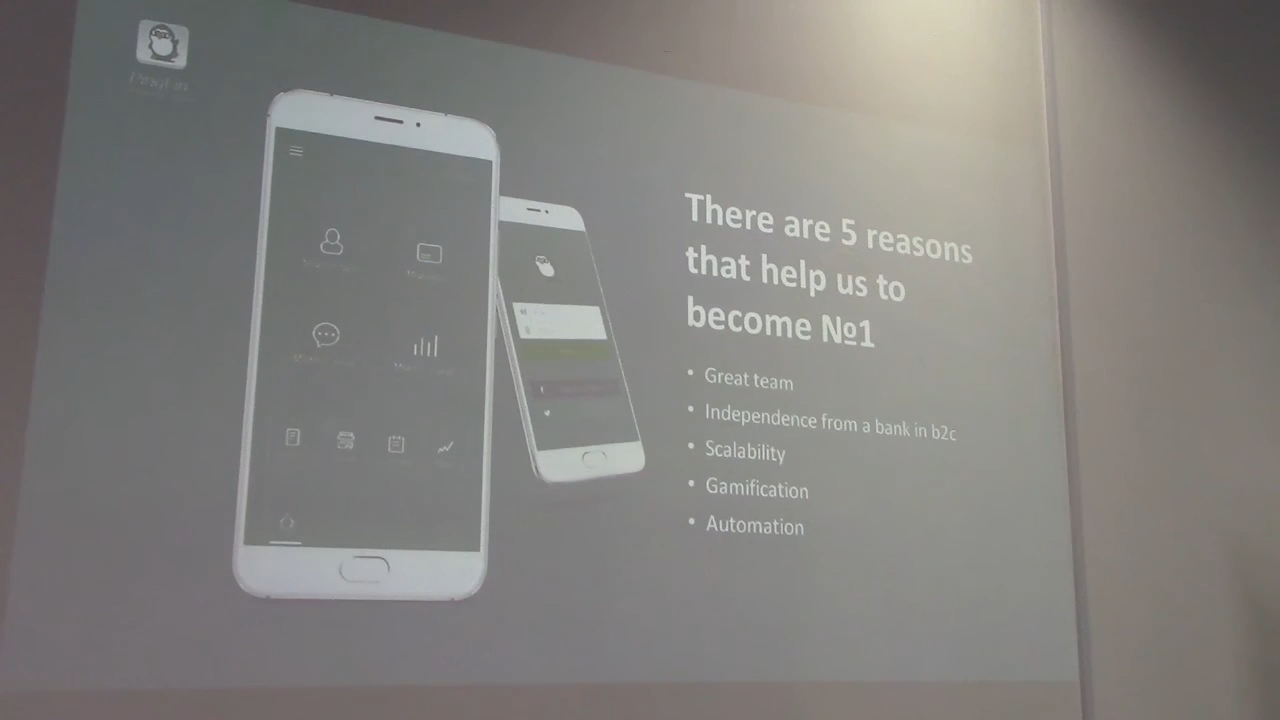 There are 5 reasons
that help us to
become №1
• Great team
• Independence from a bank in b2c
• Scalability
• Gamification
• Automation